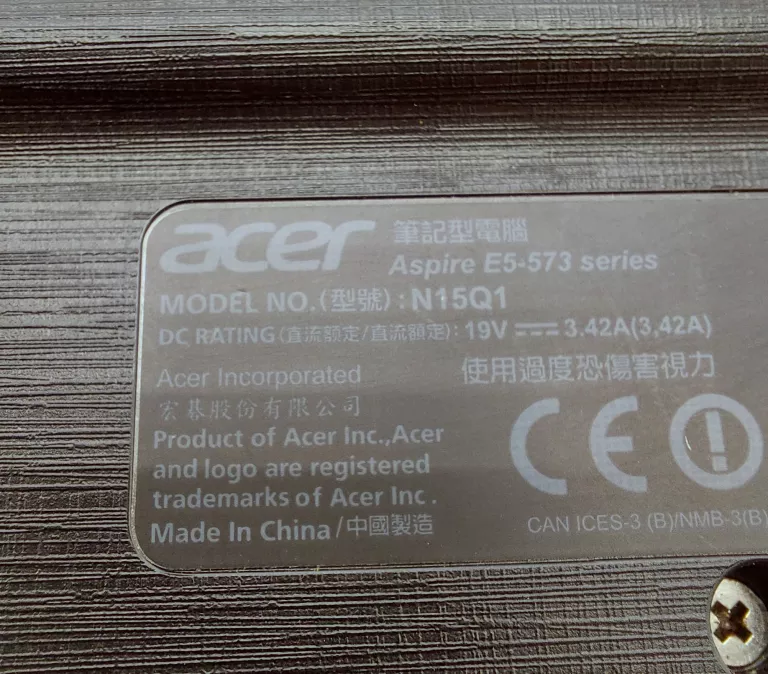 acer 筆記型電腦
Aspire E5-573 series
MODEL NO.(型號):N15Q1
DC RATING(直流額定/直流額定): 19V ⎓ 3.42A(3,42A)
Acer Incorporated 使用過度恐傷害視力
宏碁股份有限公司
Product of Acer Inc.,Acer
and logo are registered
trademarks of Acer Inc.
Made In China/中國製造
CE
CAN ICES-3 (B)/NMB-3(B)